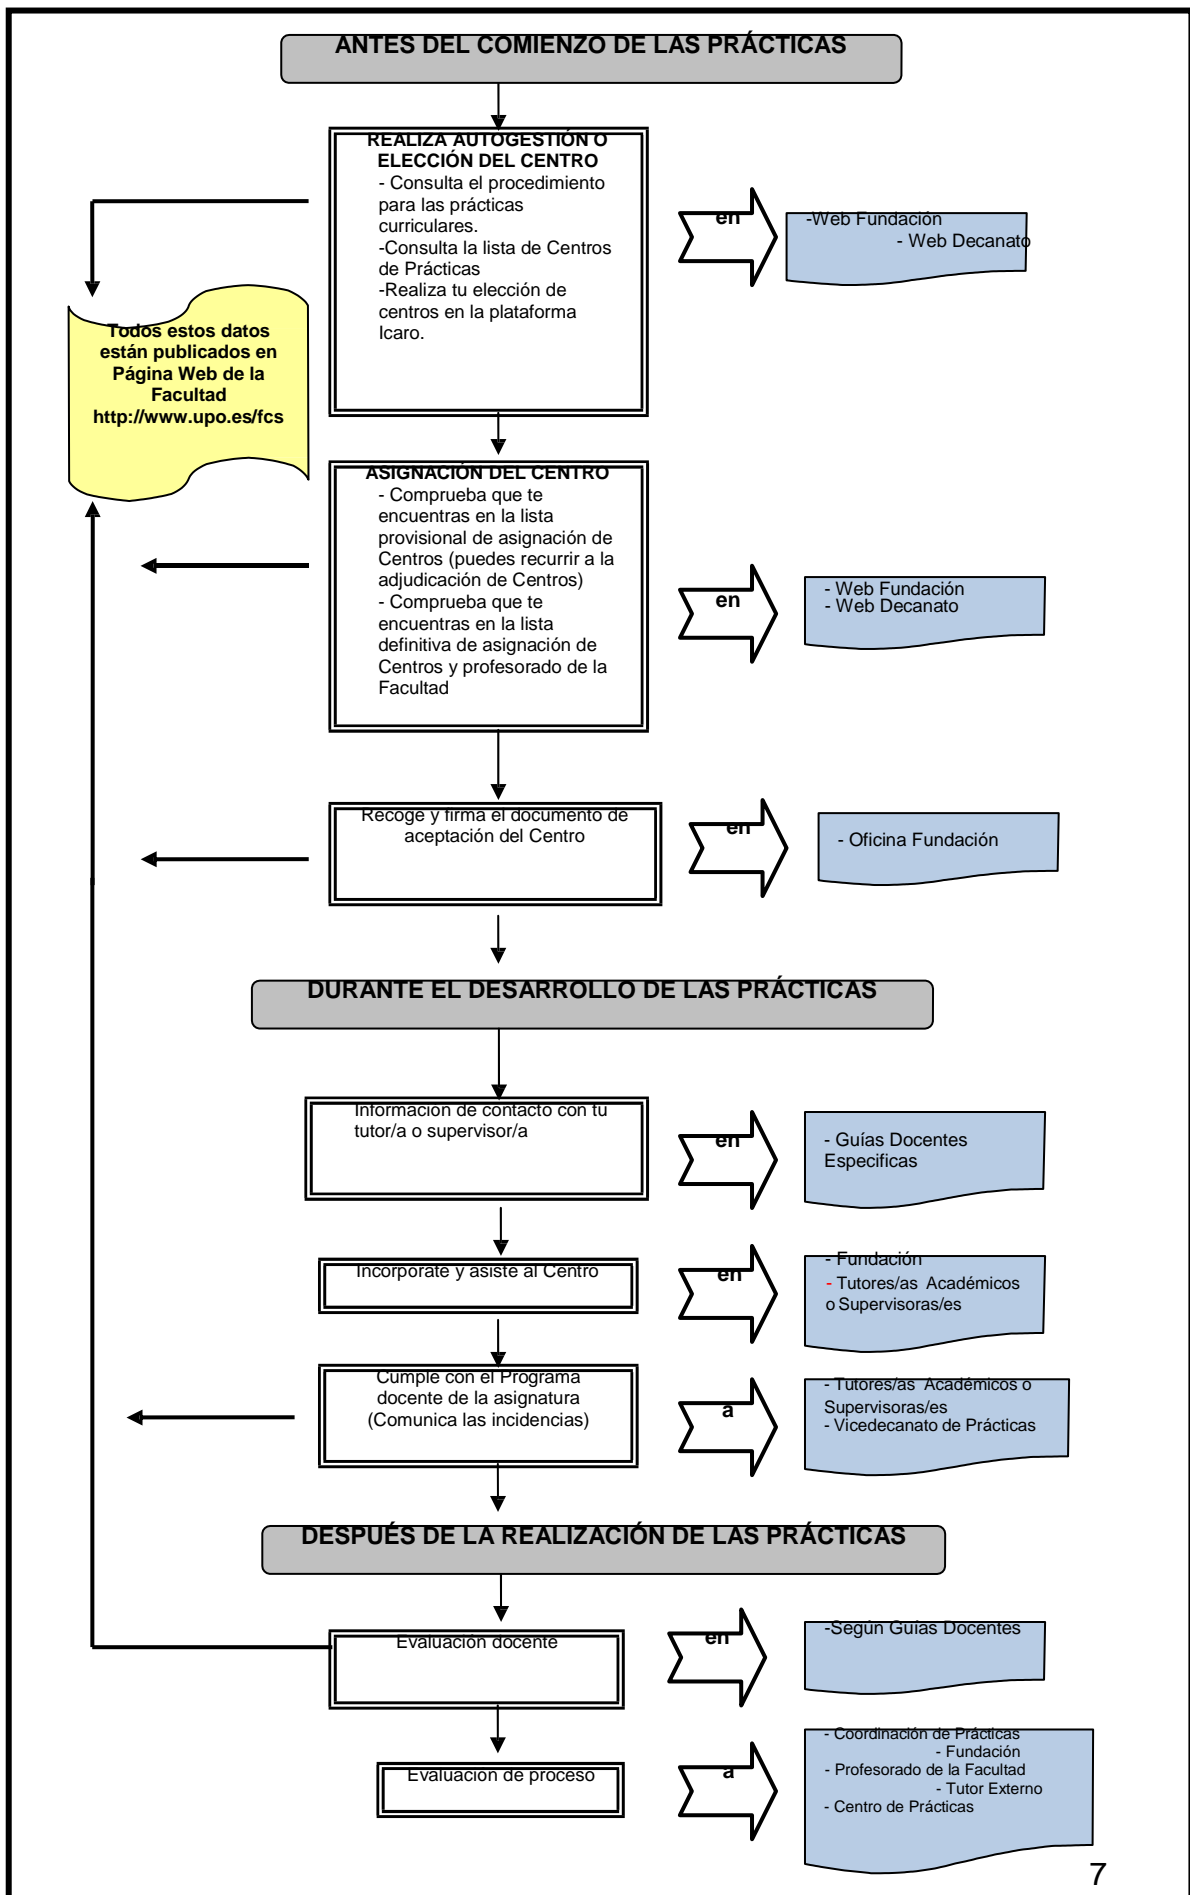 ANTES DEL COMIENZO DE LAS PRÁCTICAS
REALIZA AUTOGESTIÓN O
ELECCIÓN DEL CENTRO
- Consulta el procedimiento
para las prácticas
curriculares.
-Consulta la lista de Centros
de Prácticas
-Realiza tu elección de
centros en la plataforma
Icaro.
en
-Web Fundación
- Web Decanato
Todos estos datos
están publicados en
Página Web de la
Facultad
http://www.upo.es/fcs
ASIGNACIÓN DEL CENTRO
- Comprueba que te
encuentras en la lista
provisional de asignación de
Centros (puedes recurrir a la
adjudicación de Centros)
- Comprueba que te
encuentras en la lista
definitiva de asignación de
Centros y profesorado de la
Facultad
en
- Web Fundación
- Web Decanato
Recoge y firma el documento de
aceptación del Centro
en
- Oficina Fundación
DURANTE EL DESARROLLO DE LAS PRÁCTICAS
Información de contacto con tu
tutor/a o supervisor/a
en
- Guías Docentes
Especificas
Incorpórate y asiste al Centro
en
- Fundación
- Tutores/as Académicos
o Supervisoras/es
Cumple con el Programa
docente de la asignatura
(Comunica las incidencias)
a
- Tutores/as Académicos o
Supervisoras/es
- Vicedecanato de Prácticas
DESPUÉS DE LA REALIZACIÓN DE LAS PRÁCTICAS
Evaluación docente
en
-Según Guías Docentes
Evaluación de proceso
a
- Coordinación de Prácticas
- Fundación
- Profesorado de la Facultad
- Tutor Externo
- Centro de Prácticas
7